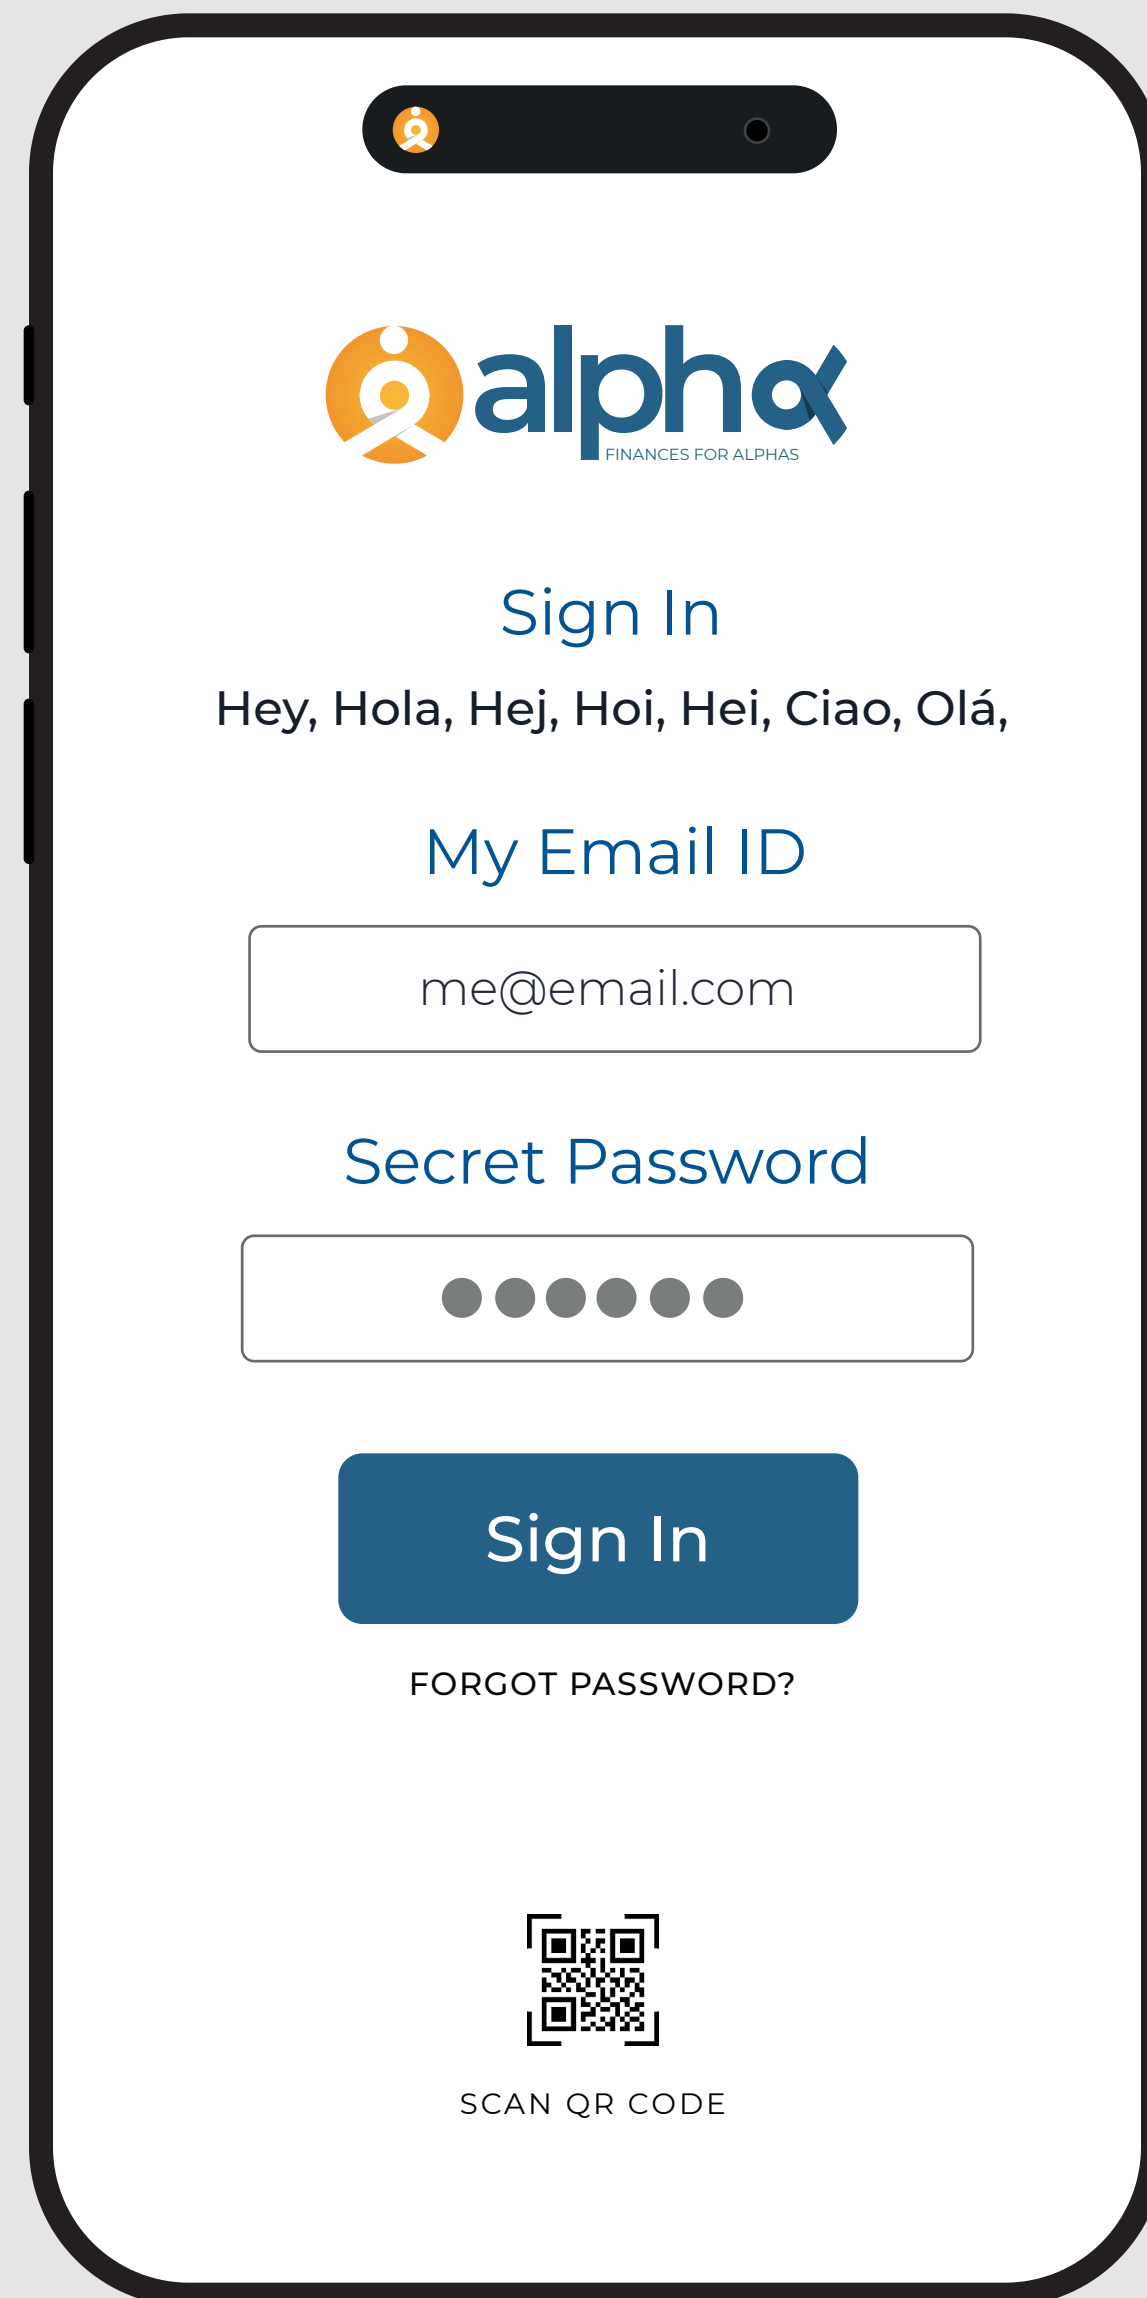 alpha
FINANCES FOR ALPHAS
Sign In
Hey, Hola, Hej, Hoi, Hei, Ciao, Olá,
My Email ID
me@email.com
Secret Password
Sign In
FORGOT PASSWORD?
SCAN QR CODE